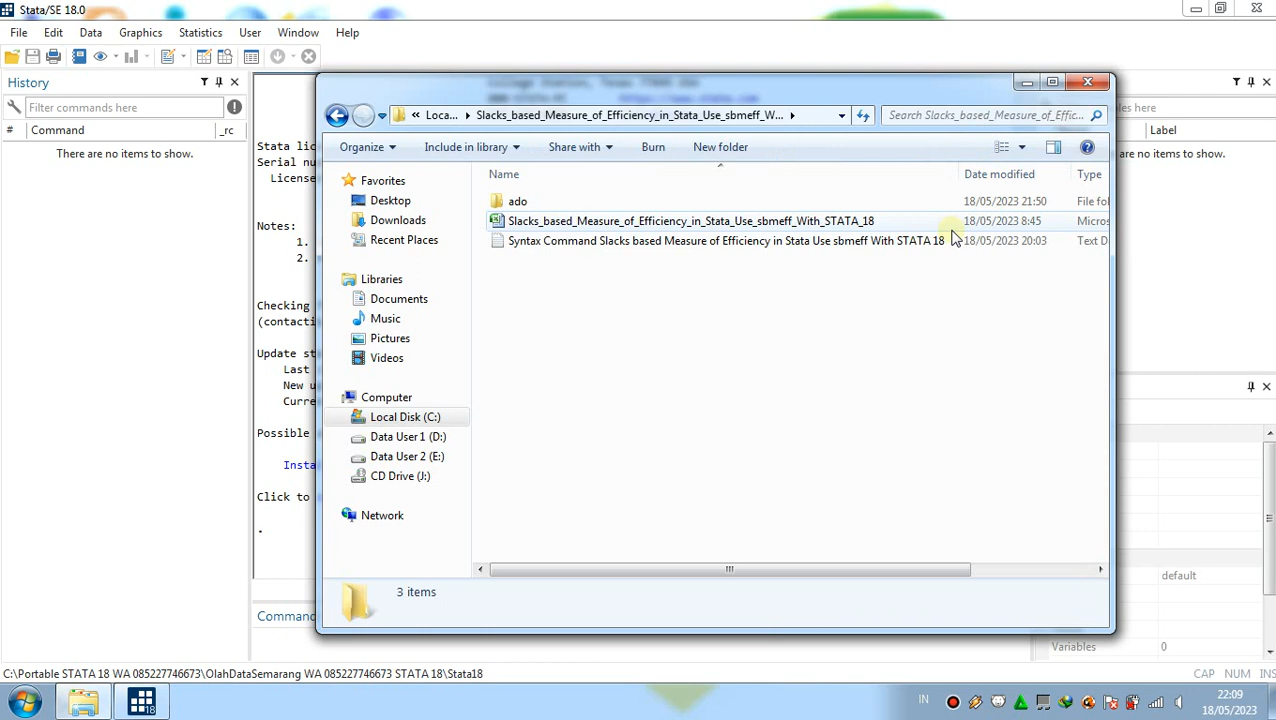 Stata/SE 18.0
File Edit Data Graphics Statistics User Window Help
History
Filter commands here
# Command _rc
There are no items to show.
Stata lic
Serial num
License
Notes:
1.
2.
Checking
(contacti
Update st
Last
New u
Curre
Possible
Insta
Click to
.
Command
Loca... Slacks_based_Measure_of_Efficiency_in_Stata_Use_sbmeff_W...
Search Slacks_based_Measure_of_Effic...
Organize Include in library Share with Burn New folder
Favorites
Desktop
Downloads
Recent Places
Libraries
Documents
Music
Pictures
Videos
Computer
Local Disk (C:)
Data User 1 (D:)
Data User 2 (E:)
CD Drive (J:)
Network
Name Date modified Type
ado 18/05/2023 21:50 File fo
Slacks_based_Measure_of_Efficiency_in_Stata_Use_sbmeff_With_STATA_18 18/05/2023 8:45 Micros
Syntax Command Slacks based Measure of Efficiency in Stata Use sbmeff With STATA 18 18/05/2023 20:03 Text D
3 items
les here
Label
are no items to show.
default
Variables 0
C:\Portable STATA 18 WA 085227746673\OlahDataSemarang WA 085227746673 STATA 18\Stata18
CAP NUM INS
18
IN
22:09
18/05/2023